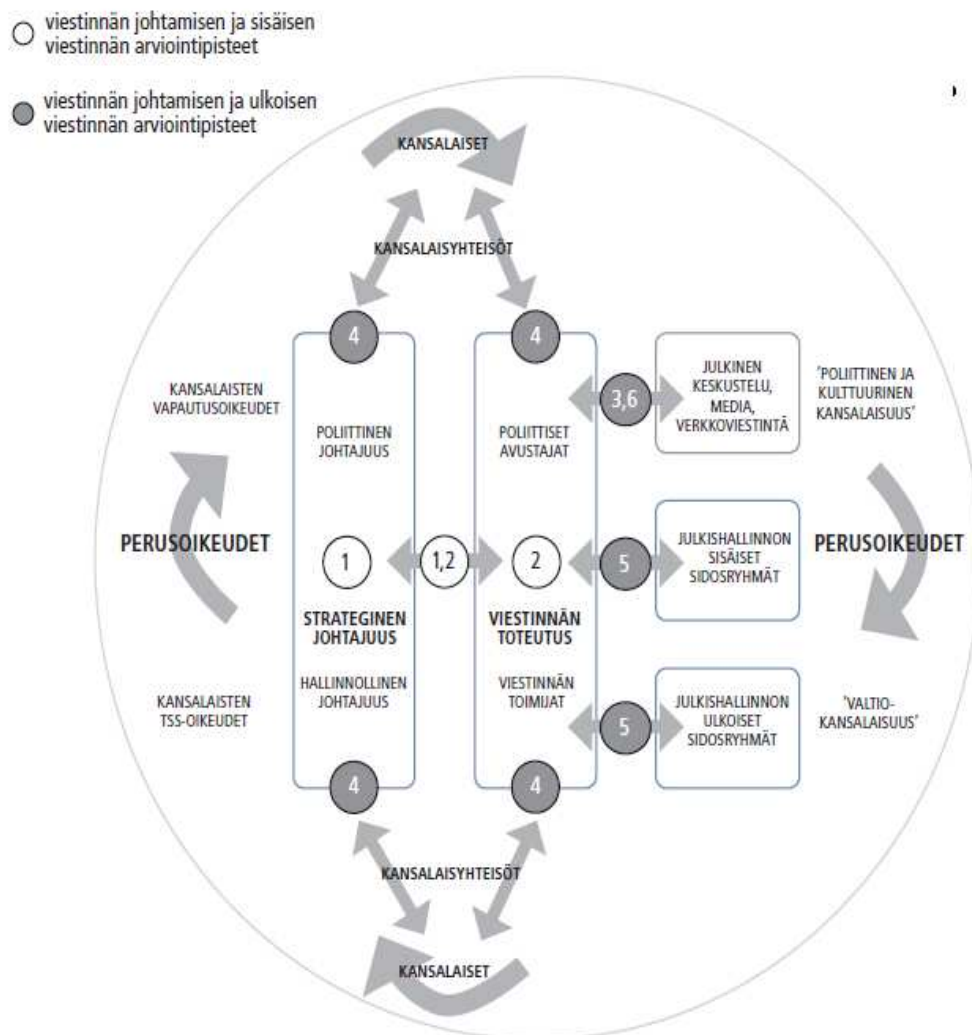 viestinnän johtamisen ja sisäisen
viestinnän arviointipisteet
viestinnän johtamisen ja ulkoisen
viestinnän arviointipisteet
KANSALAISET
KANSALAISYHTEISÖT
4
4
KANSALAISTEN
VAPAUTUSOIKEUDET
POLIITTINEN
JOHTAJUUS
POLIITTISET
AVUSTAJAT
3,6
JULKINEN
KESKUSTELU,
MEDIA,
VERKKOVIESTINTÄ
'POLIITTINEN JA
KULTTUURINEN
KANSALAISUUS'
PERUSOIKEUDET
1
1,2
2
5
JULKISHALLINNON
SISÄISET
SIDOSRYHMÄT
PERUSOIKEUDET
STRATEGINEN
JOHTAJUUS
VIESTINNÄN
TOTEUTUS
KANSALAISTEN
TSS-OIKEUDET
HALLINNOLLINEN
JOHTAJUUS
VIESTINNÄN
TOIMIJAT
5
JULKISHALLINNON
ULKOISET
SIDOSRYHMÄT
'VALTIO-
KANSALAISUUS'
4
4
KANSALAISYHTEISÖT
KANSALAISET